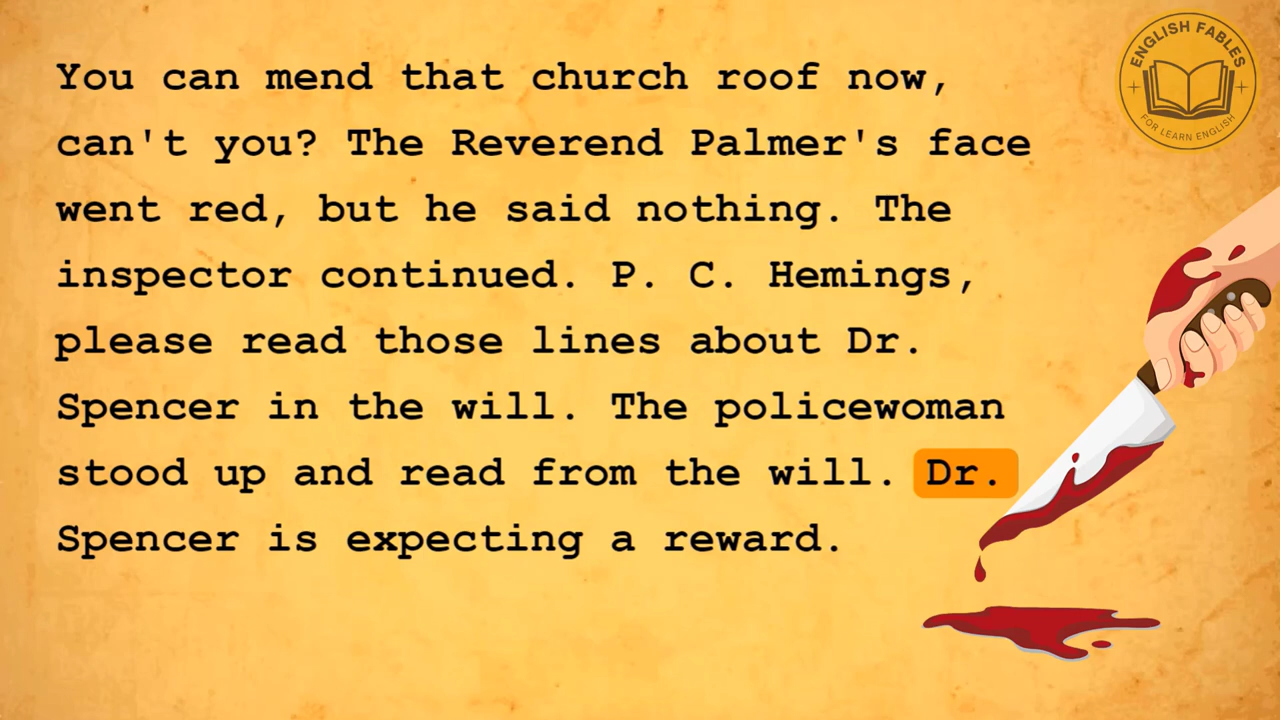 You can mend that church roof now,
can't you? The Reverend Palmer's face
went red, but he said nothing. The
inspector continued. P. C. Hemings,
please read those lines about Dr.
Spencer in the will. The policewoman
stood up and read from the will. Dr.
Spencer is expecting a reward.
ENGLISH FABLES
FOR LEARN ENGLISH